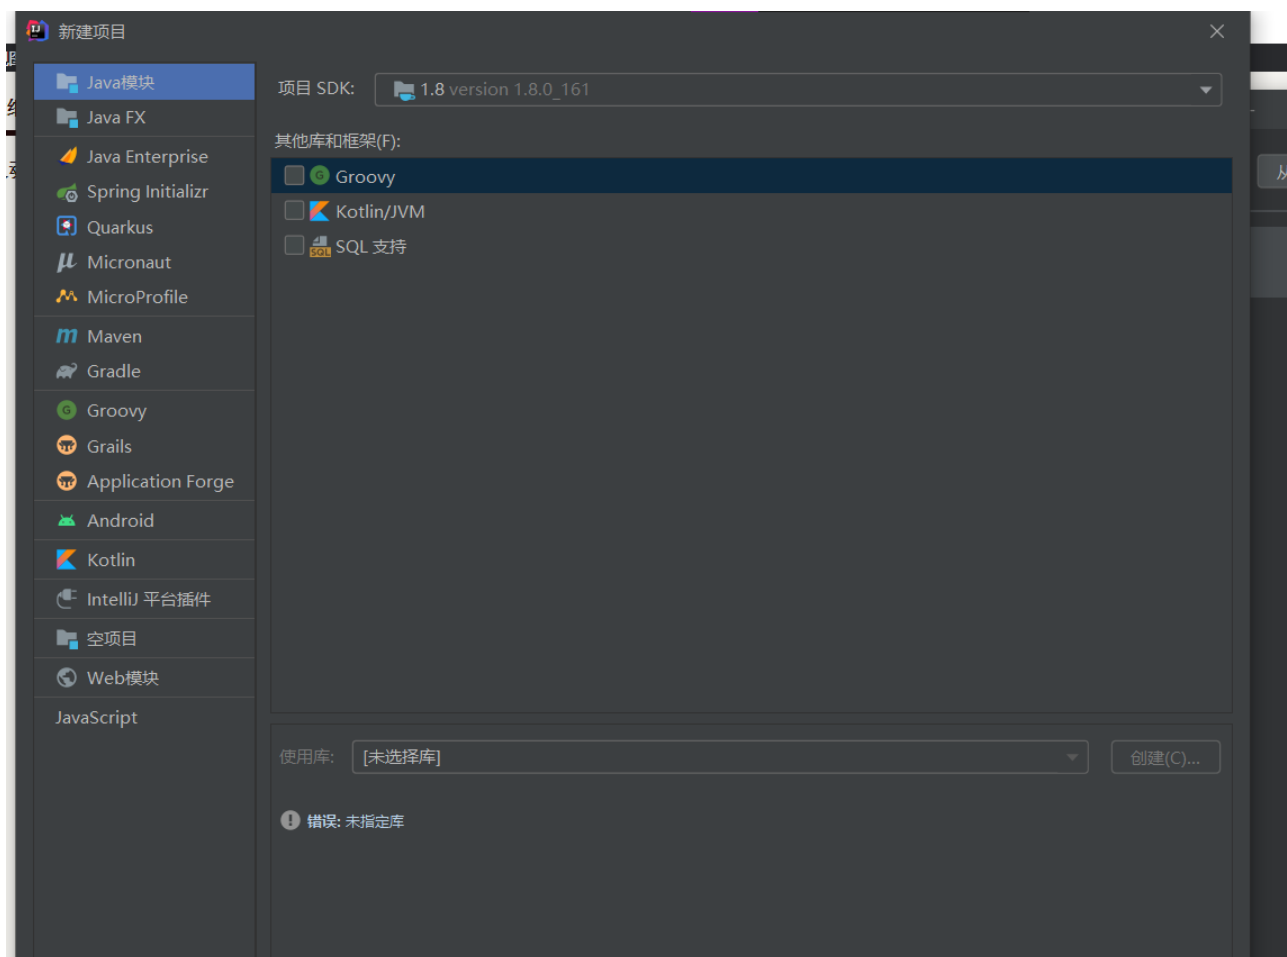 新建项目
Java模块
Java FX
Java Enterprise
Spring Initializr
Quarkus
Micronaut
MicroProfile
Maven
Gradle
Groovy
Grails
Application Forge
Android
Kotlin
IntelliJ 平台插件
空项目
Web模块
JavaScript
项目 SDK:
1.8 version 1.8.0_161
其他库和框架(F):
Groovy
Kotlin/JVM
SQL 支持
使用库:
[未选择库]
创建(C)...
错误: 未指定库
从